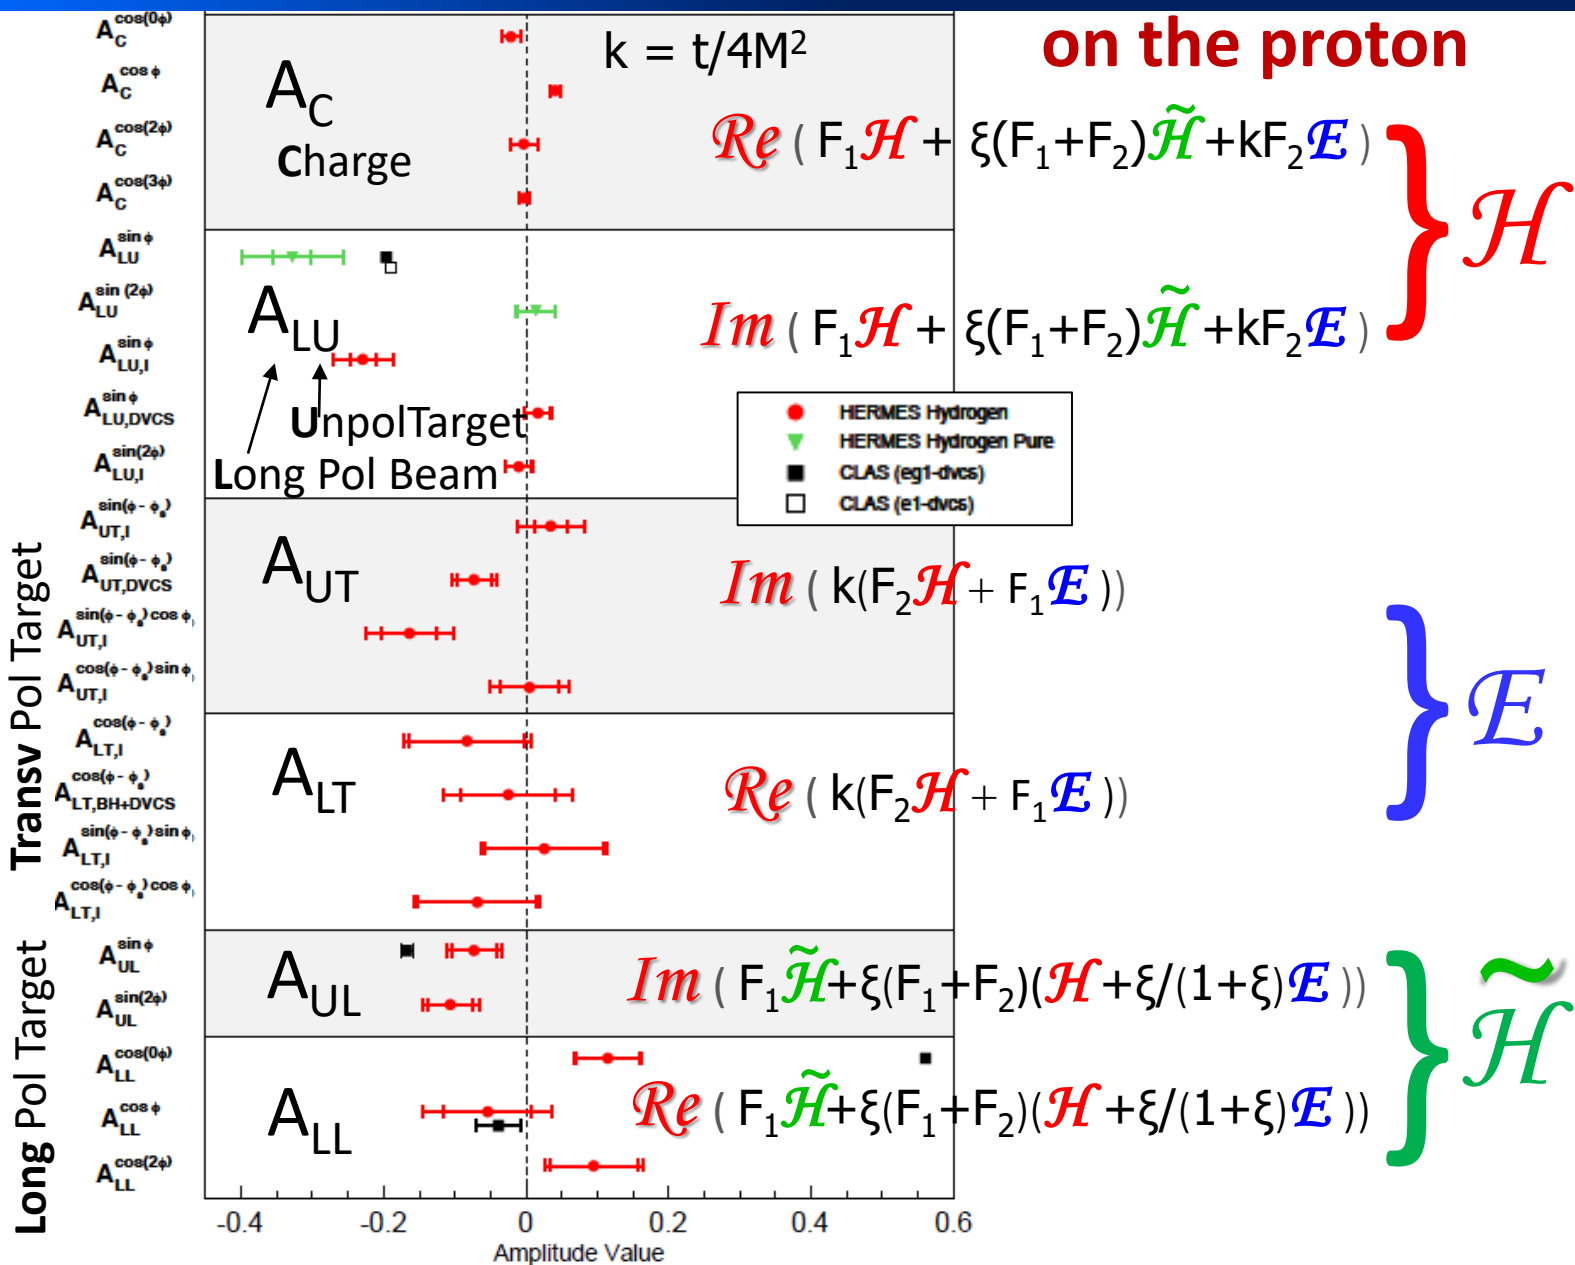 on the proton
k = t/4M²
A_C^cos(0ϕ)
A_C^cos ϕ
A_C^cos(2ϕ)
A_C^cos(3ϕ)
A_C
Charge
Re ( F₁H + ξ(F₁+F₂)H̃ +kF₂E )
} H
A_LU^sin ϕ
A_LU^sin (2ϕ)
A_LU,I^sin ϕ
A_LU,DVCS^sin ϕ
A_LU,I^sin(2ϕ)
A_LU
UnpolTarget
Long Pol Beam
Im ( F₁H + ξ(F₁+F₂)H̃ +kF₂E )
HERMES Hydrogen
HERMES Hydrogen Pure
CLAS (eg1-dvcs)
CLAS (e1-dvcs)
Transv Pol Target
A_UT,I^sin(ϕ - ϕ_s)
A_UT,DVCS^sin(ϕ - ϕ_s)
A_UT,I^sin(ϕ - ϕ_s) cos ϕ
A_UT,I^cos(ϕ - ϕ_s) sin ϕ
A_UT
Im ( k(F₂H + F₁E ))
} E
A_LT,I^cos(ϕ - ϕ_s)
A_LT,BH+DVCS^cos(ϕ - ϕ_s)
A_LT,I^sin(ϕ - ϕ_s) sin ϕ
A_LT,I^cos(ϕ - ϕ_s) cos ϕ
A_LT
Re ( k(F₂H + F₁E ))
Long Pol Target
A_UL^sin ϕ
A_UL^sin(2ϕ)
A_UL
Im ( F₁H̃+ξ(F₁+F₂)(H +ξ/(1+ξ)E ))
} H̃
A_LL^cos(0ϕ)
A_LL^cos ϕ
A_LL^cos(2ϕ)
A_LL
Re ( F₁H̃+ξ(F₁+F₂)(H +ξ/(1+ξ)E ))
-0.4 -0.2 0 0.2 0.4 0.6
Amplitude Value